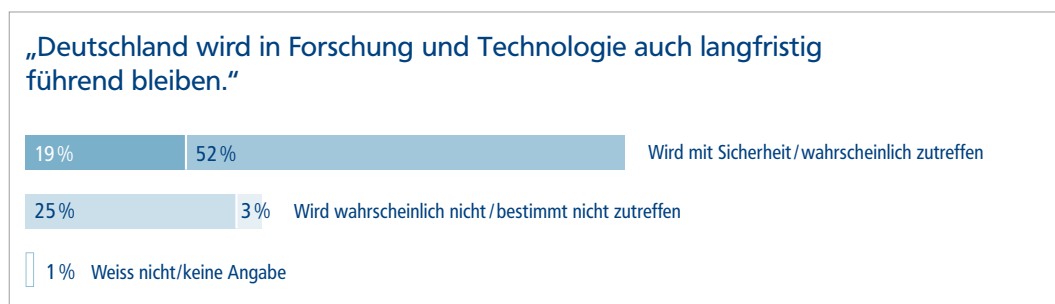 „Deutschland wird in Forschung und Technologie auch langfristig
führend bleiben.“
19 % 52 % Wird mit Sicherheit / wahrscheinlich zutreffen
25 % 3 % Wird wahrscheinlich nicht / bestimmt nicht zutreffen
1 % Weiss nicht/keine Angabe